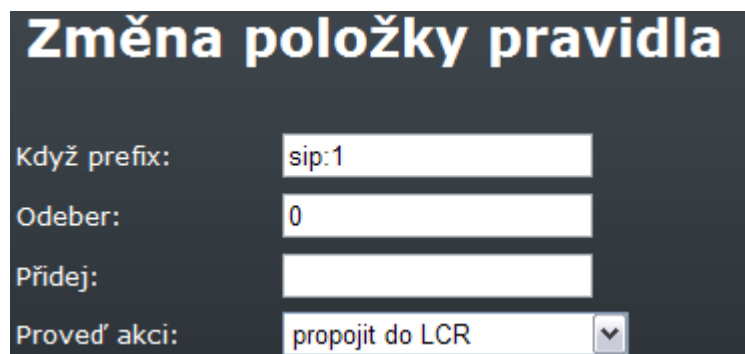 Změna položky pravidla
Když prefix: sip:1
Odeber: 0
Přidej:
Proveď akci: propojit do LCR